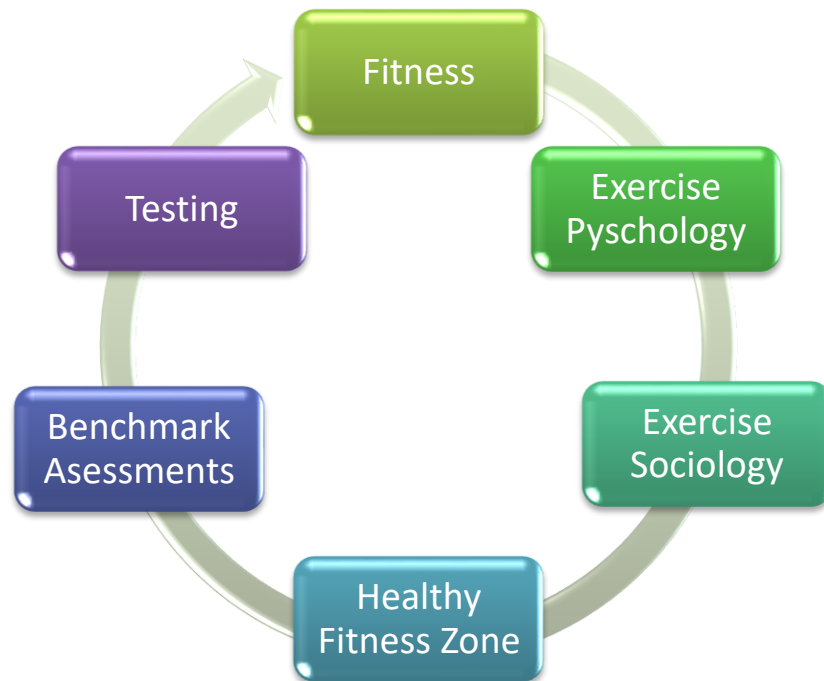 Fitness
Exercise
Pyschology
Exercise
Sociology
Healthy
Fitness Zone
Benchmark
Asessments
Testing